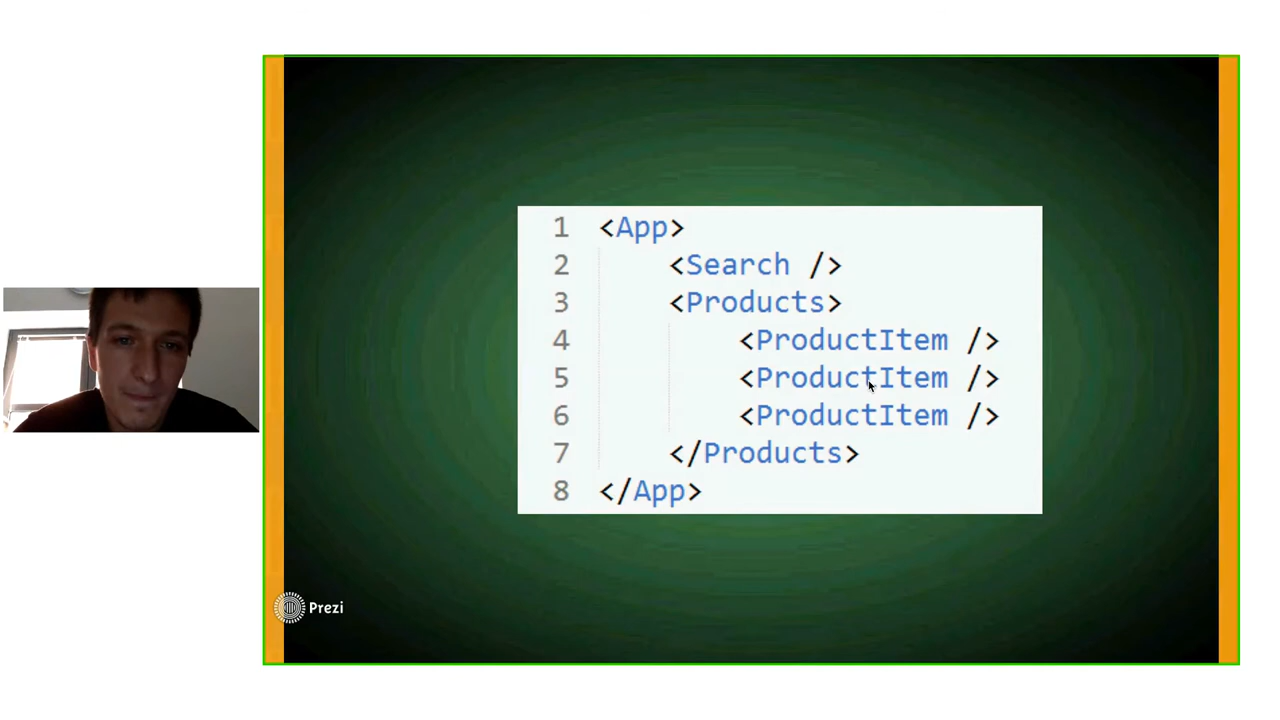 1 <App>
2 <Search />
3 <Products>
4 <ProductItem />
5 <ProductItem />
6 <ProductItem />
7 </Products>
8 </App>
Prezi